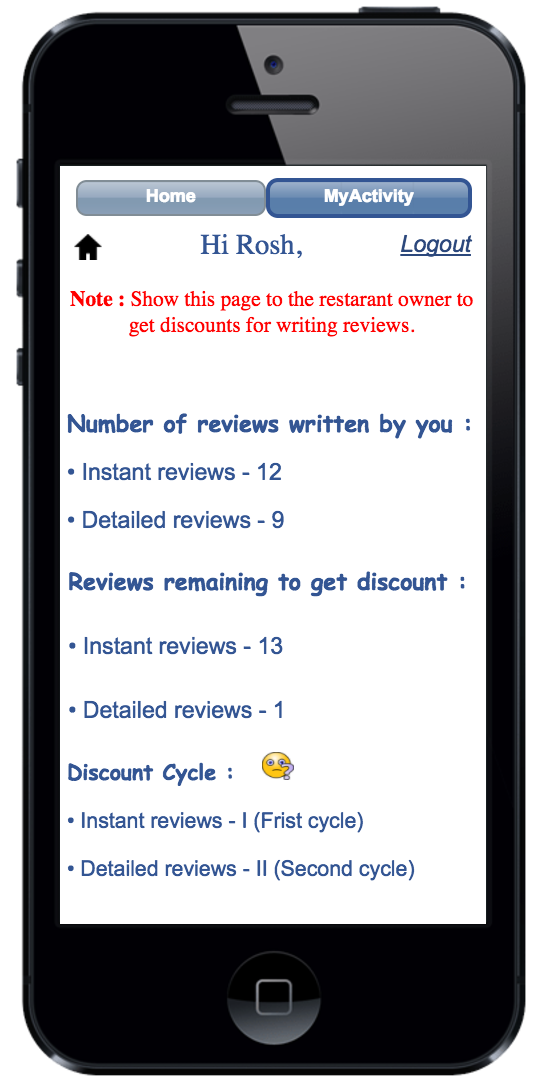 Home MyActivity
Hi Rosh, Logout
Note : Show this page to the restarant owner to
get discounts for writing reviews.
Number of reviews written by you :
• Instant reviews - 12
• Detailed reviews - 9
Reviews remaining to get discount :
• Instant reviews - 13
• Detailed reviews - 1
Discount Cycle :
• Instant reviews - I (Frist cycle)
• Detailed reviews - II (Second cycle)